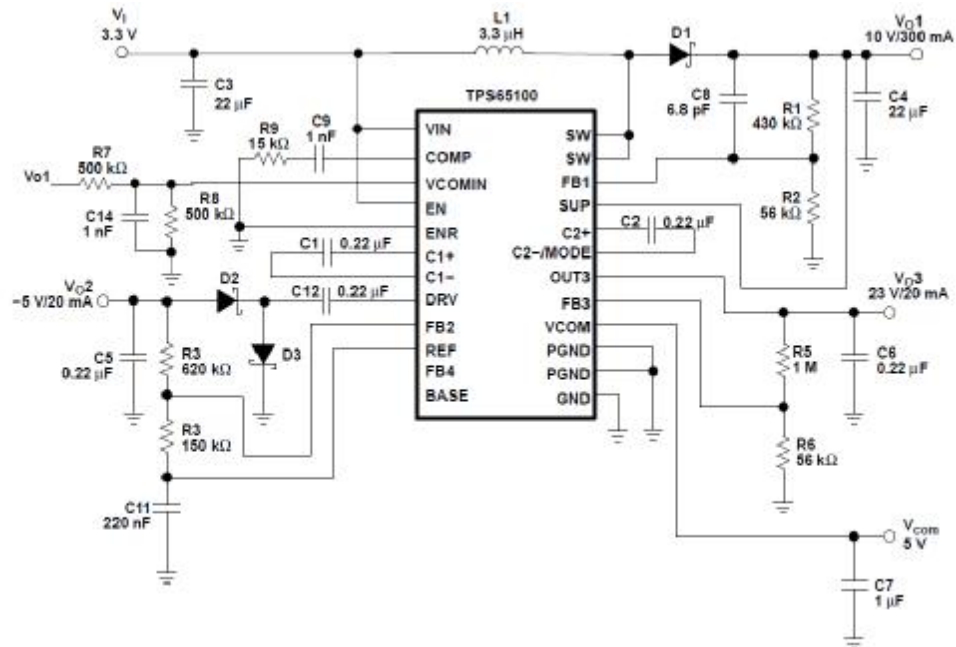 V_I
3.3 V
L1
3.3 µH
D1
V_O1
10 V/300 mA
C3
22 µF
C8
6.8 pF
R1
430 kΩ
C4
22 µF
TPS65100
R9
15 kΩ
C9
1 nF
VIN
COMP
VCOMIN
EN
ENR
C1+
C1−
DRV
FB2
REF
FB4
BASE
SW
SW
FB1
SUP
C2+
C2−/MODE
OUT3
FB3
VCOM
PGND
PGND
GND
R7
500 kΩ
Vo1
C14
1 nF
R8
500 kΩ
R2
56 kΩ
C1
0.22 µF
C2
0.22 µF
V_O2
−5 V/20 mA
D2
C12
0.22 µF
V_O3
23 V/20 mA
C5
0.22 µF
R3
620 kΩ
D3
R5
1 M
C6
0.22 µF
R3
150 kΩ
R6
56 kΩ
C11
220 nF
V_com
5 V
C7
1 µF